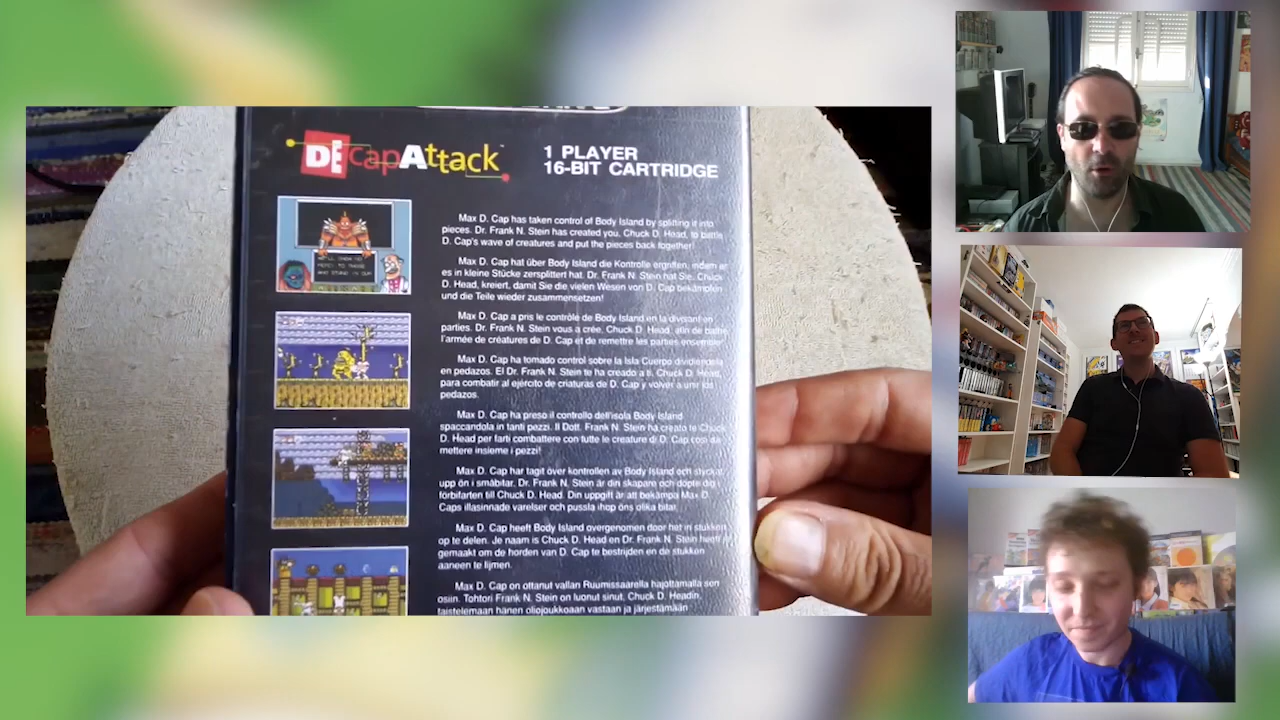 DEcapAttack
1 PLAYER
16-BIT CARTRIDGE
Max D. Cap has taken control of Body Island by splitting it into
pieces. Dr. Frank N. Stein has created you, Chuck D. Head, to battle
D. Cap's wave of creatures and put the pieces back together!
Max D. Cap hat über Body Island die Kontrolle ergriffen, indem er
es in kleine Stücke zersplittert hat. Dr. Frank N. Stein hat Sie, Chuck
D. Head, kreiert, damit Sie die vielen Wesen von D. Cap bekämpfen
und die Teile wieder zusammensetzen!
Max D. Cap a pris le contrôle de Body Island en la divisant en
parties. Dr. Frank N. Stein vous a crée, Chuck D. Head, afin de battre
l'armée de créatures de D. Cap et de remettre les parties ensemble!
Max D. Cap ha tomado control sobre la Isla Cuerpo dividiendola
en pedazos. El Dr. Frank N. Stein te ha creado a ti, Chuck D. Head,
para combatir al ejército de criaturas de D. Cap y volver a unir los
pedazos.
Max D. Cap ha preso il controllo dell'isola Body Island
spaccandola in tanti pezzi. Il Dott. Frank N. Stein ha creato te Chuck
D. Head per farti combattere con tutte le creature di D. Cap così da
mettere insieme i pezzi!
Max D. Cap har tagit över kontrollen av Body Island och styckat
upp ön i småbitar. Dr. Frank N. Stein är din skapare och döpte dig i
förbifarten till Chuck D. Head. Din uppgift är att bekämpa Max D.
Caps illasinnade varelser och pussla ihop öns olika bitar.
Max D. Cap heeft Body Island overgenomen door het in stukken
op te delen. Je naam is Chuck D. Head en Dr. Frank N. Stein heeft je
gemaakt om de horden van D. Cap te bestrijden en de stukken
aaneen te lijmen.
Max D. Cap on ottanut vallan Ruumissaarella hajottamalla sen
osiin. Tohtori Frank N. Stein on luonut sinut, Chuck D. Headin,
taistelemaan hänen oliojoukkoaan vastaan ja järjestämään